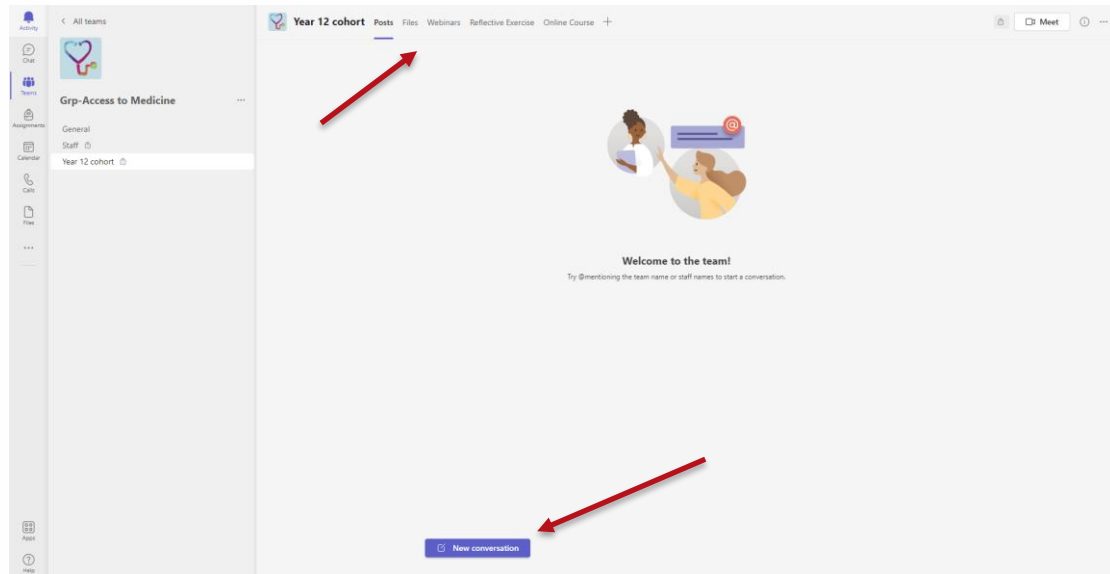 Activity
Chat
Teams
Assignments
Calendar
Calls
Files
Apps
Help
All teams
Grp-Access to Medicine
General
Staff
Year 12 cohort
Year 12 cohort Posts Files Webinars Reflective Exercise Online Course
Meet
@
Welcome to the team!
Try @mentioning the team name or staff names to start a conversation.
New conversation